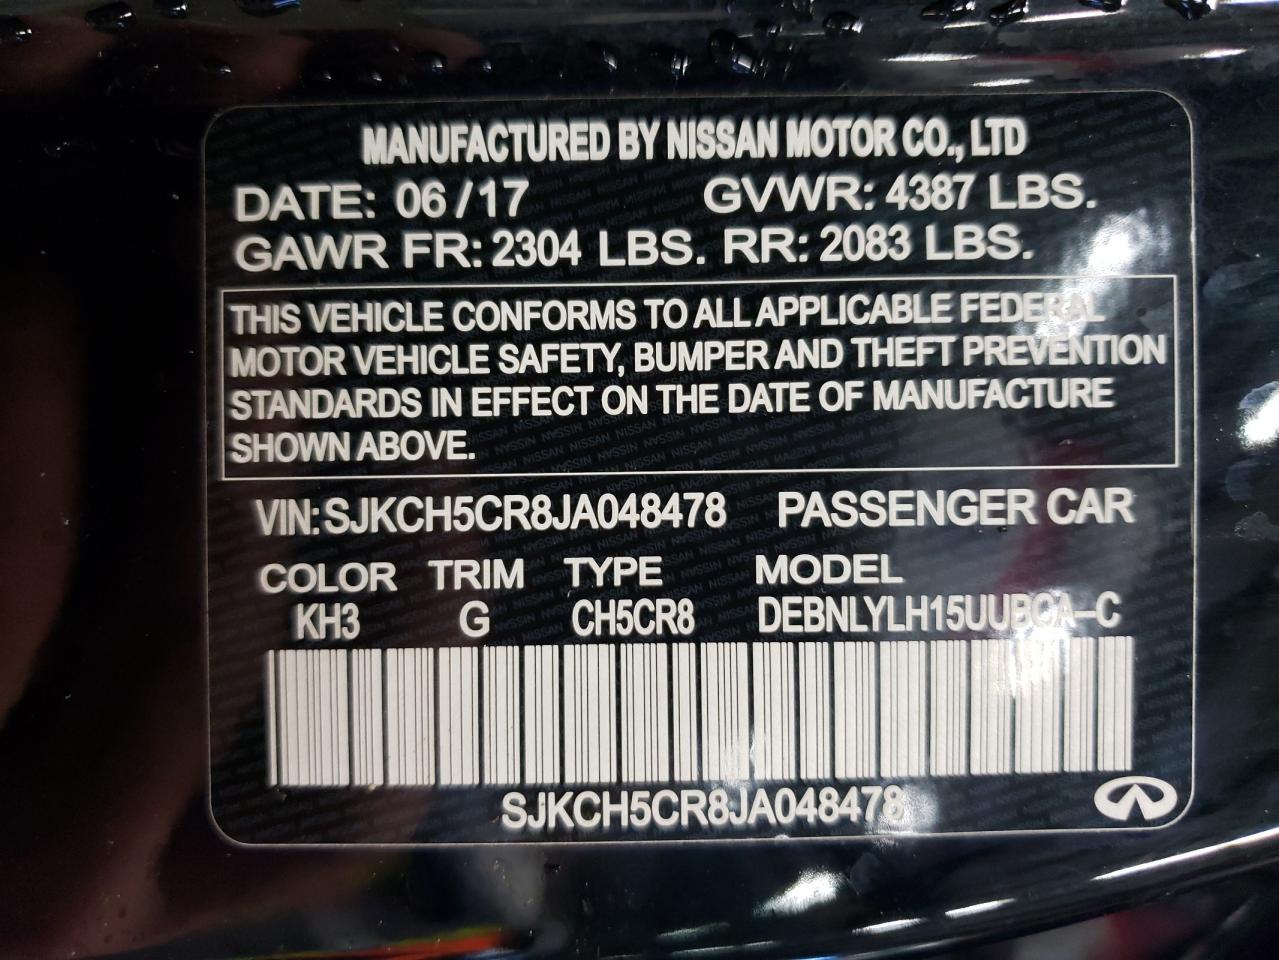 MANUFACTURED BY NISSAN MOTOR CO., LTD
DATE: 06/17 GVWR: 4387 LBS.
GAWR FR: 2304 LBS. RR: 2083 LBS.
THIS VEHICLE CONFORMS TO ALL APPLICABLE FEDERAL
MOTOR VEHICLE SAFETY, BUMPER AND THEFT PREVENTION
STANDARDS IN EFFECT ON THE DATE OF MANUFACTURE
SHOWN ABOVE.
VIN: SJKCH5CR8JA048478 PASSENGER CAR
COLOR TRIM TYPE MODEL
KH3 G CH5CR8 DEBNLYLH15UUBCA-C
SJKCH5CR8JA048478